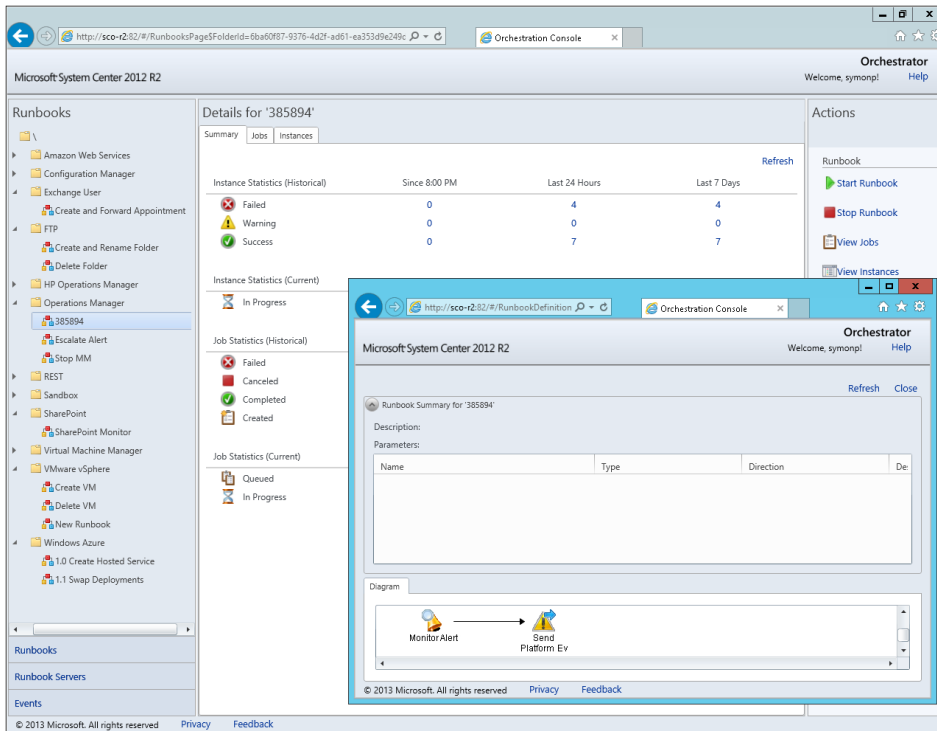 http://sco-r2:82/#/RunbooksPage$FolderId=6ba60f87-9376-4d2f-ad61-ea353d9e249c
Orchestration Console
Microsoft System Center 2012 R2
Orchestrator
Welcome, symonp!
Help
Runbooks
\
Amazon Web Services
Configuration Manager
Exchange User
Create and Forward Appointment
FTP
Create and Rename Folder
Delete Folder
HP Operations Manager
Operations Manager
385894
Escalate Alert
Stop MM
REST
Sandbox
SharePoint
SharePoint Monitor
Virtual Machine Manager
VMware vSphere
Create VM
Delete VM
New Runbook
Windows Azure
1.0 Create Hosted Service
1.1 Swap Deployments
Runbooks
Runbook Servers
Events
Details for '385894'
Summary Jobs Instances
Refresh
Instance Statistics (Historical) Since 8:00 PM Last 24 Hours Last 7 Days
Failed 0 4 4
Warning 0 0 0
Success 0 7 7
Instance Statistics (Current)
In Progress
Job Statistics (Historical)
Failed
Canceled
Completed
Created
Job Statistics (Current)
Queued
In Progress
Actions
Runbook
Start Runbook
Stop Runbook
View Jobs
View Instances
http://sco-r2:82/#/RunbookDefinition
Orchestration Console
Microsoft System Center 2012 R2
Orchestrator
Welcome, symonp!
Help
Refresh Close
Runbook Summary for '385894'
Description:
Parameters:
Name Type Direction De
Diagram
Monitor Alert
Send
Platform Ev
© 2013 Microsoft. All rights reserved Privacy Feedback
© 2013 Microsoft. All rights reserved Privacy Feedback